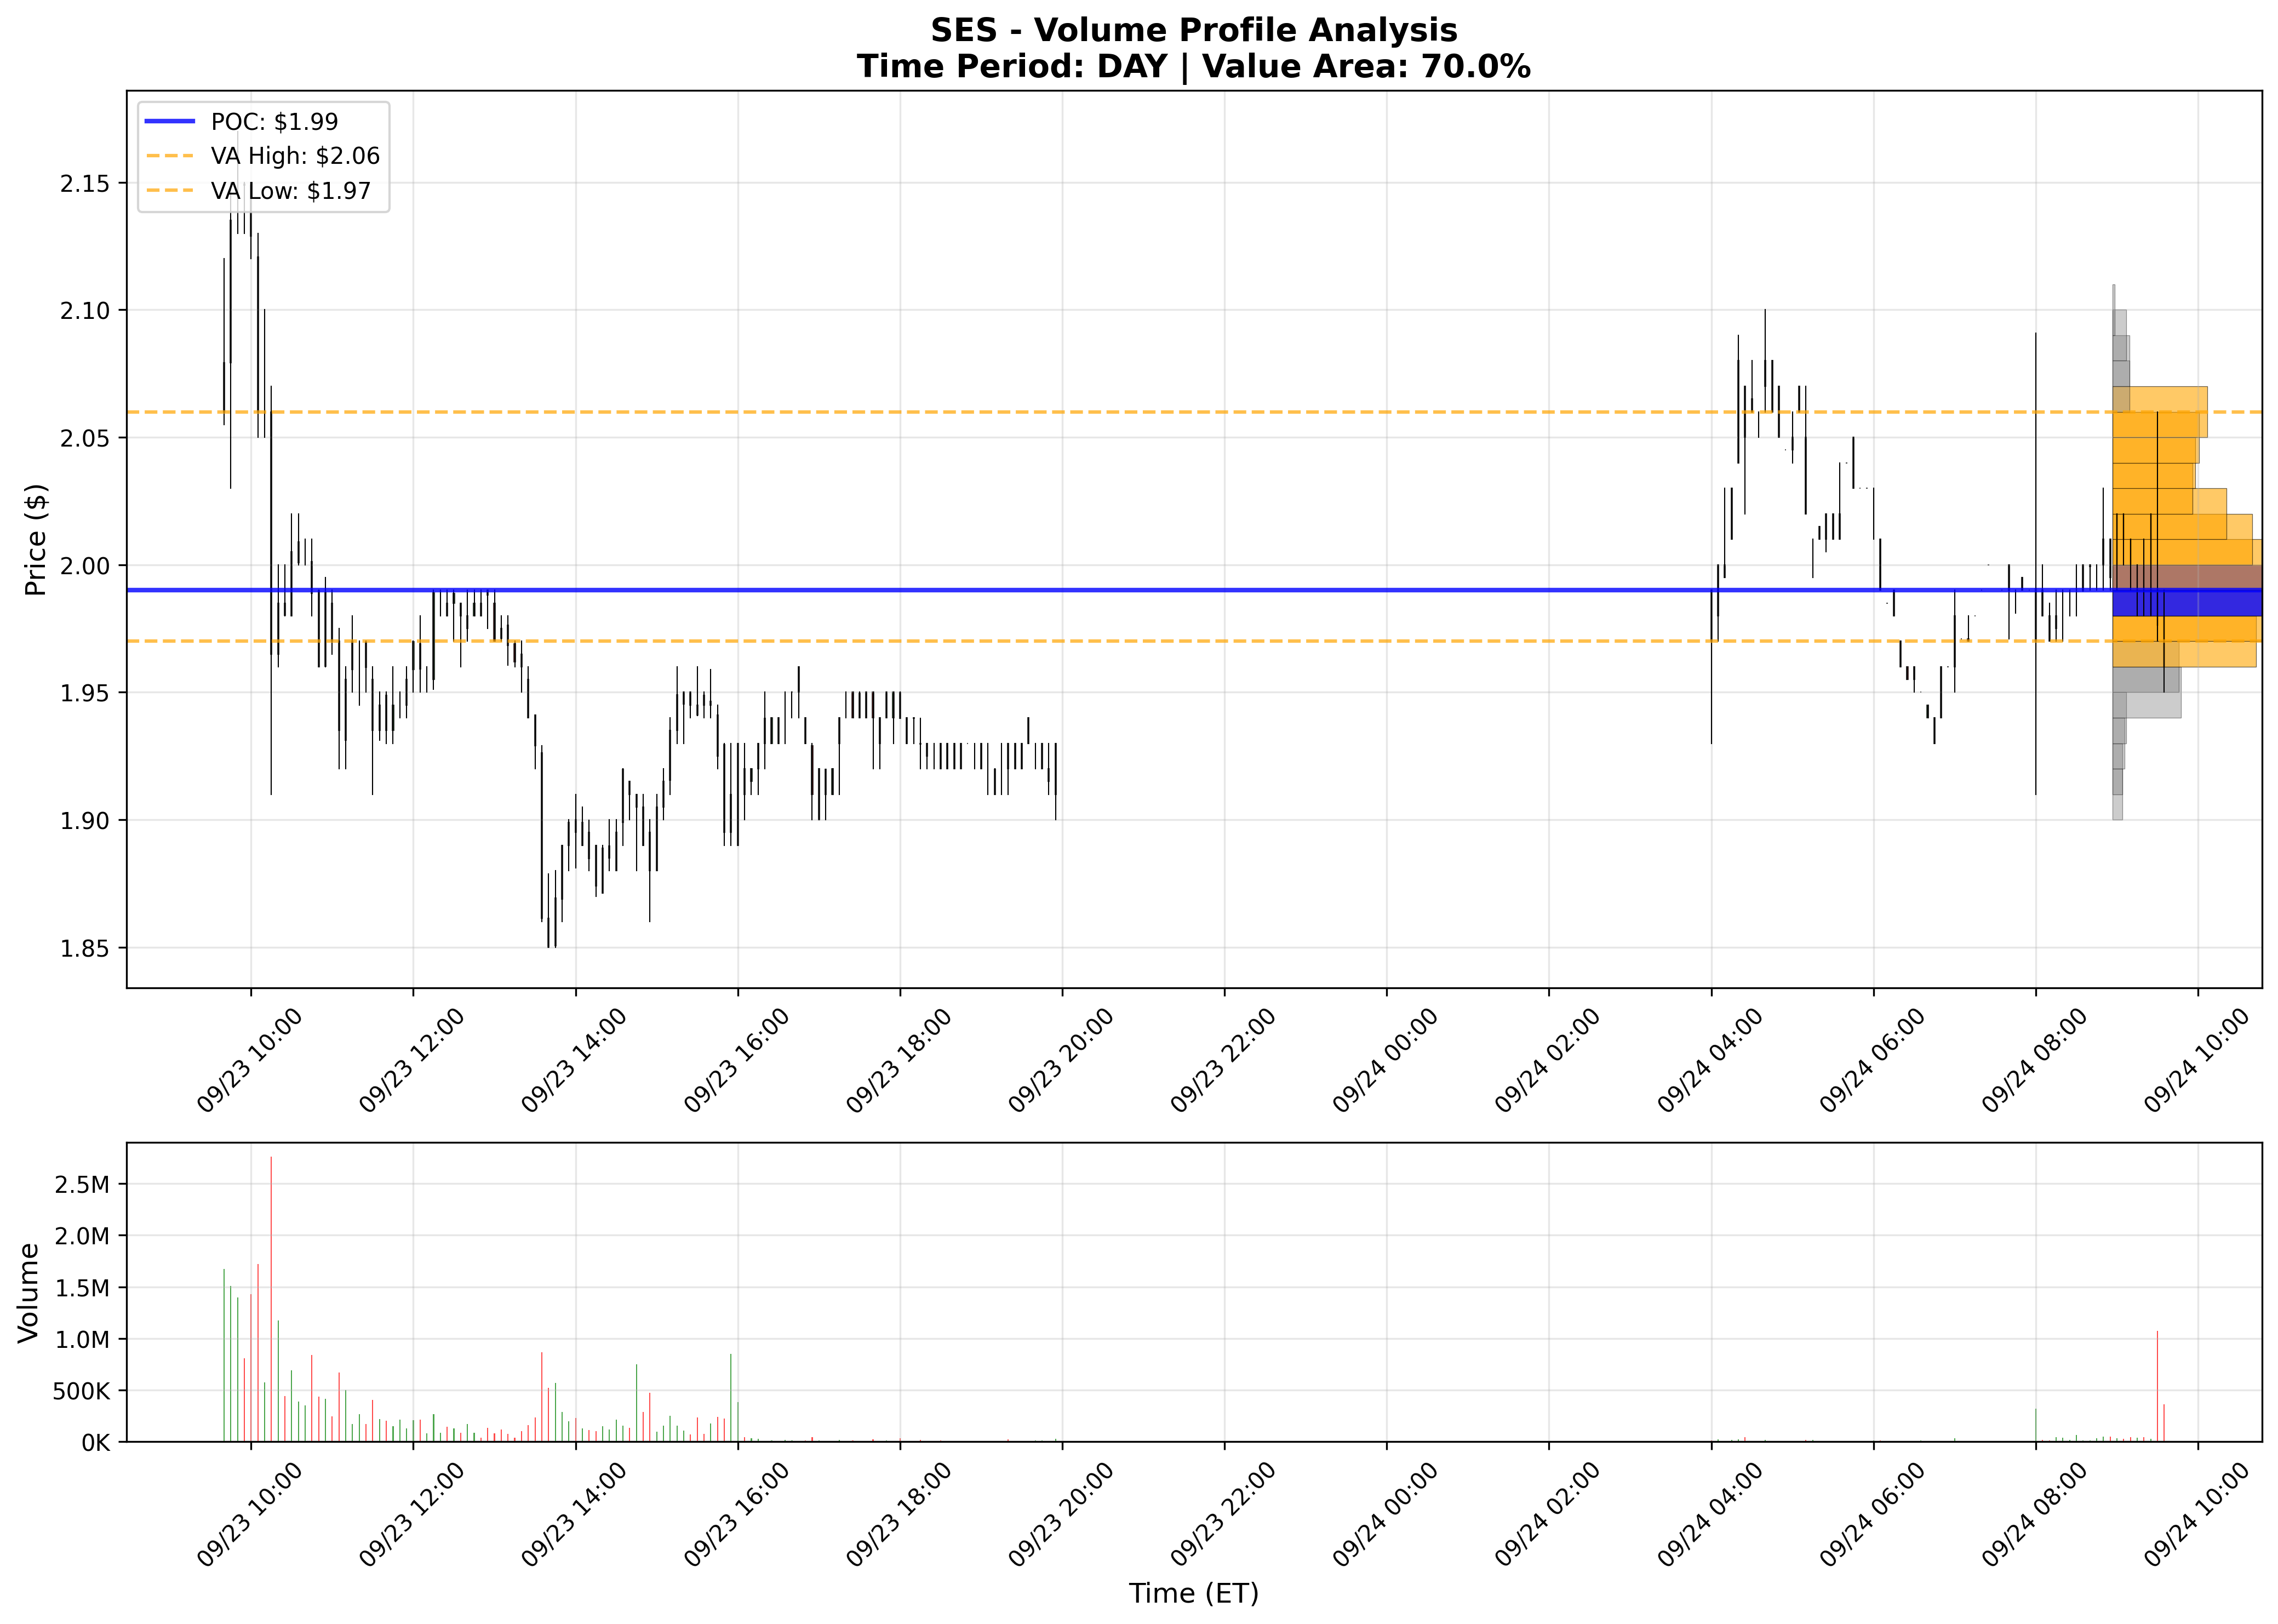 SES - Volume Profile Analysis
Time Period: DAY | Value Area: 70.0%
POC: $1.99
VA High: $2.06
VA Low: $1.97
Price ($)
2.15
2.10
2.05
2.00
1.95
1.90
1.85
09/23 10:00
09/23 12:00
09/23 14:00
09/23 16:00
09/23 18:00
09/23 20:00
09/23 22:00
09/24 00:00
09/24 02:00
09/24 04:00
09/24 06:00
09/24 08:00
09/24 10:00
Volume
2.5M
2.0M
1.5M
1.0M
500K
0K
09/23 10:00
09/23 12:00
09/23 14:00
09/23 16:00
09/23 18:00
09/23 20:00
09/23 22:00
09/24 00:00
09/24 02:00
09/24 04:00
09/24 06:00
09/24 08:00
09/24 10:00
Time (ET)